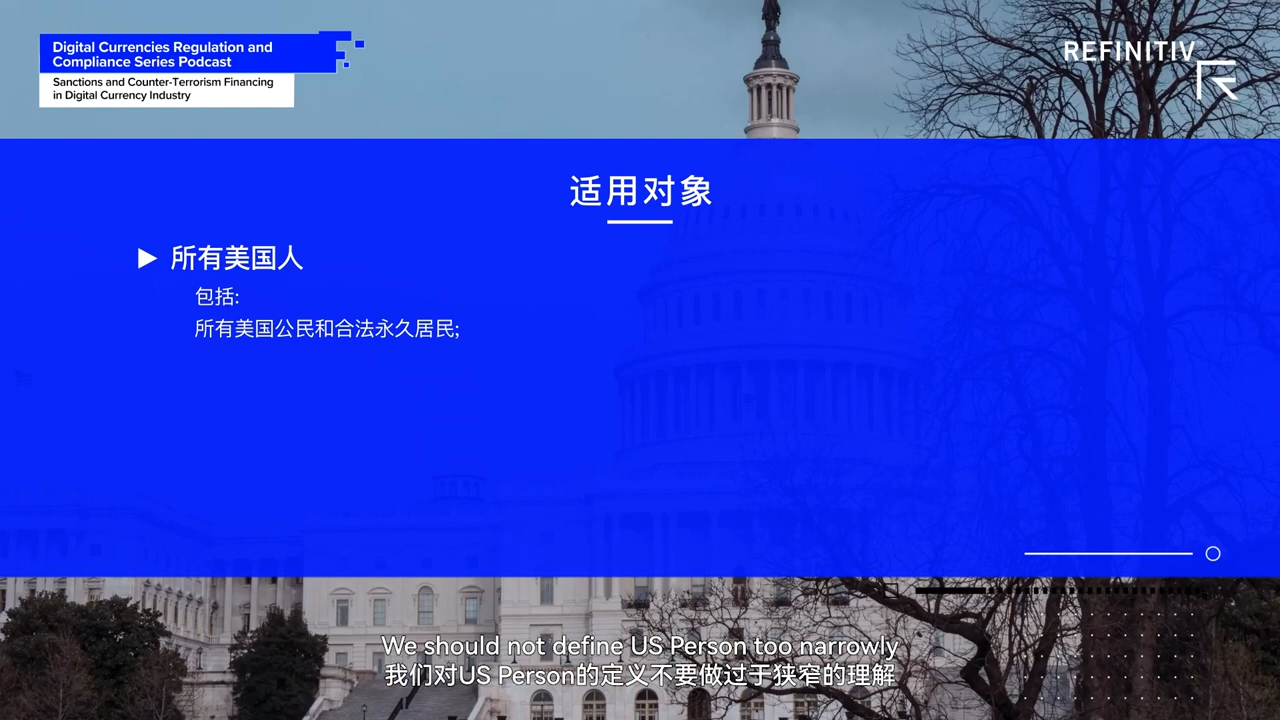 Digital Currencies Regulation and
Compliance Series Podcast
Sanctions and Counter-Terrorism Financing
in Digital Currency Industry
REFINITIV
适用对象
▶ 所有美国人
包括:
所有美国公民和合法永久居民;
We should not define US Person too narrowly
我们对US Person的定义不要做过于狭窄的理解